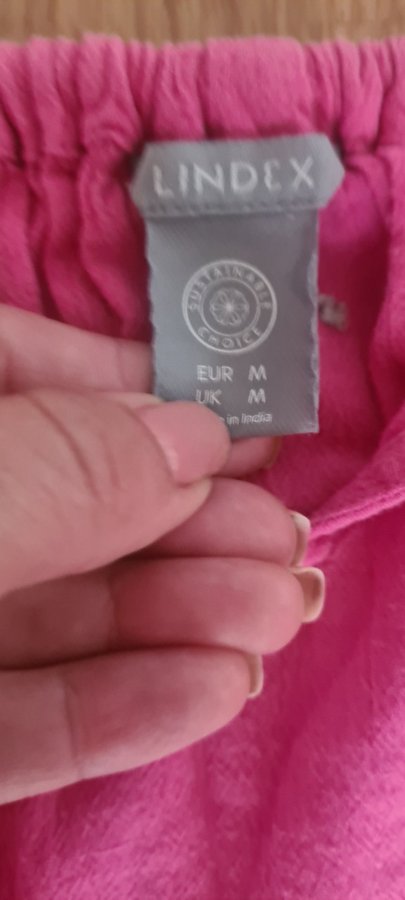 LINDEX
SUSTAINABLE
CHOICE
EUR M
UK M
in India